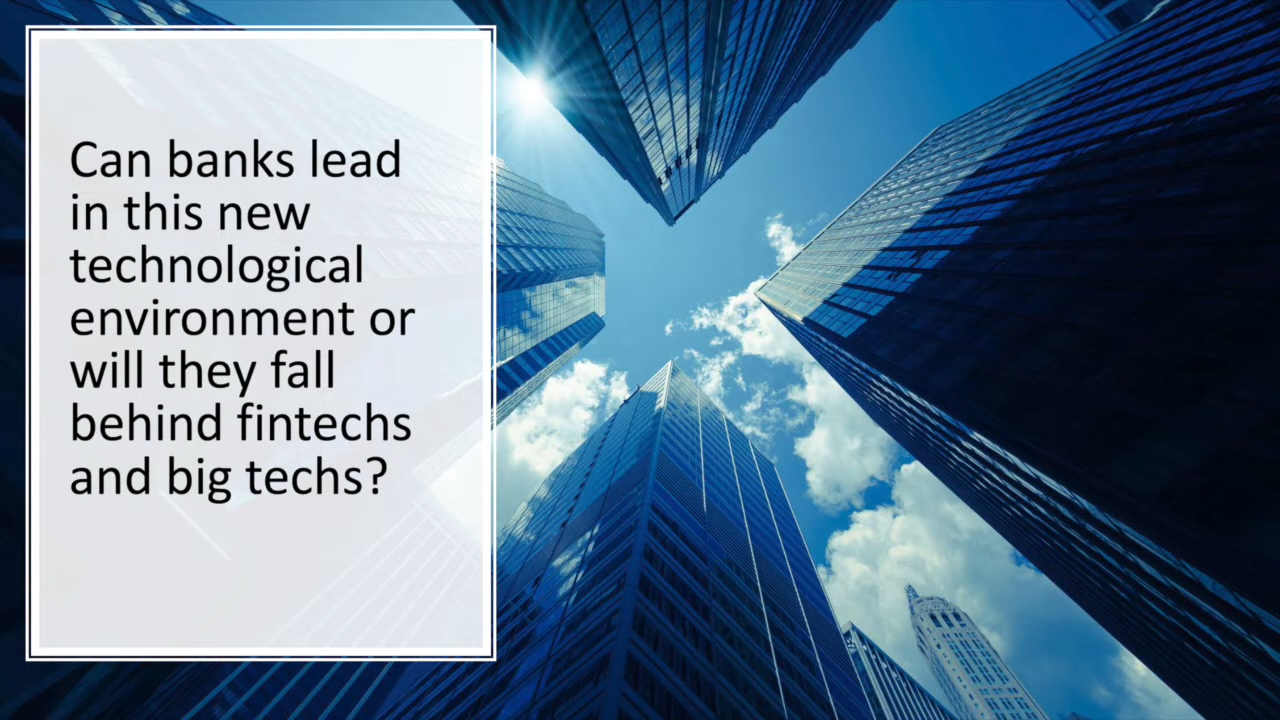 Can banks lead
in this new
technological
environment or
will they fall
behind fintechs
and big techs?